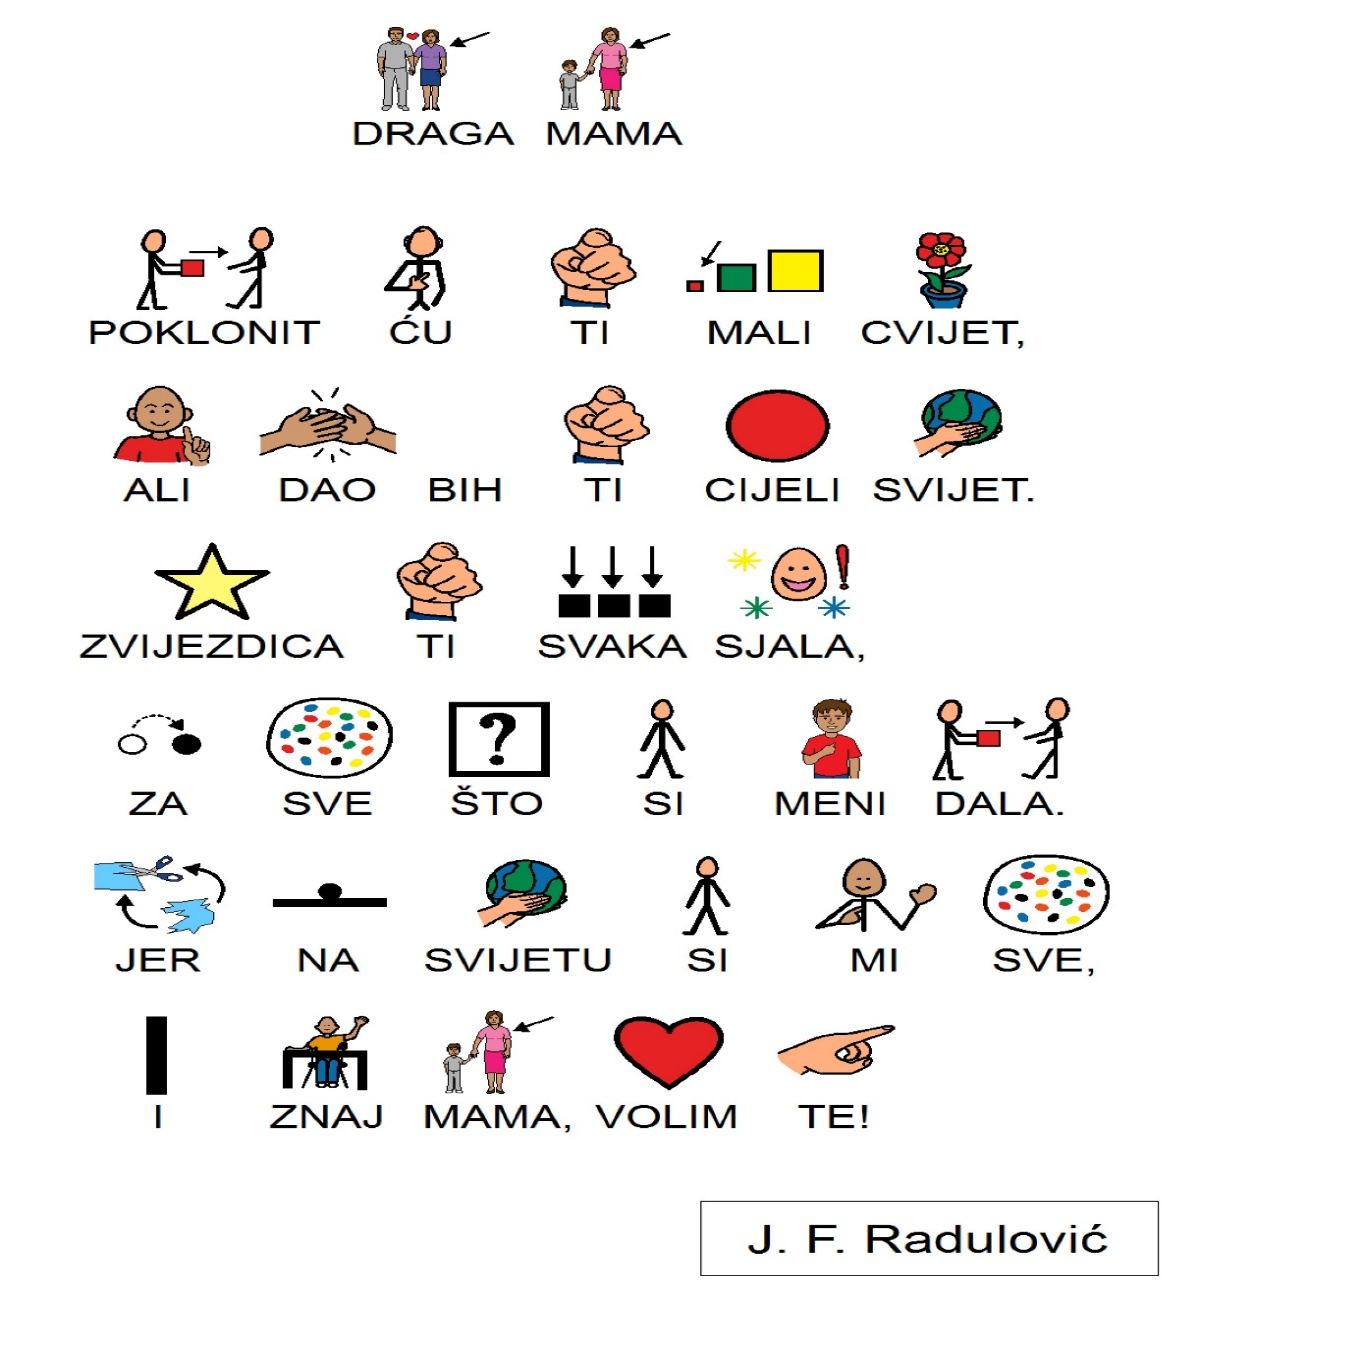 DRAGA MAMA
POKLONIT ĆU TI MALI CVIJET,
ALI DAO BIH TI CIJELI SVIJET.
ZVIJEZDICA TI SVAKA SJALA,
ZA SVE ŠTO SI MENI DALA.
JER NA SVIJETU SI MI SVE,
I ZNAJ MAMA, VOLIM TE!
J. F. Radulović